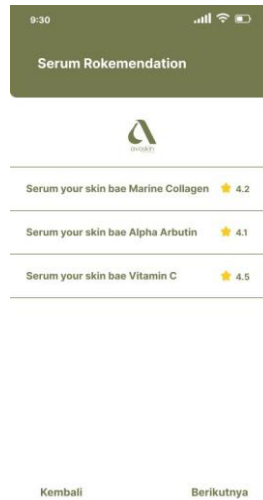 9:30
Serum Rokemendation
avoskin
Serum your skin bae Marine Collagen 4.2
Serum your skin bae Alpha Arbutin 4.1
Serum your skin bae Vitamin C 4.5
Kembali Berikutnya